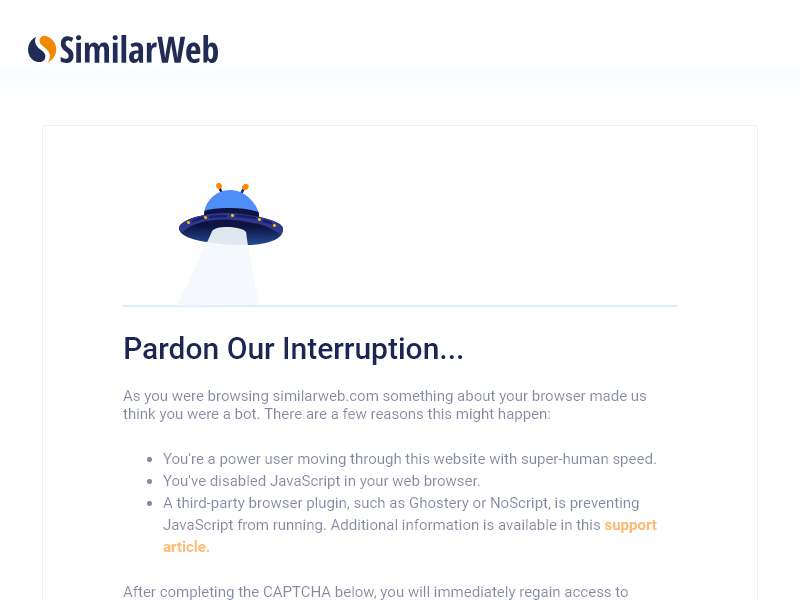 SimilarWeb
Pardon Our Interruption...
As you were browsing similarweb.com something about your browser made us
think you were a bot. There are a few reasons this might happen:
You're a power user moving through this website with super-human speed.
You've disabled JavaScript in your web browser.
A third-party browser plugin, such as Ghostery or NoScript, is preventing
JavaScript from running. Additional information is available in this support
article.
After completing the CAPTCHA below, you will immediately regain access to